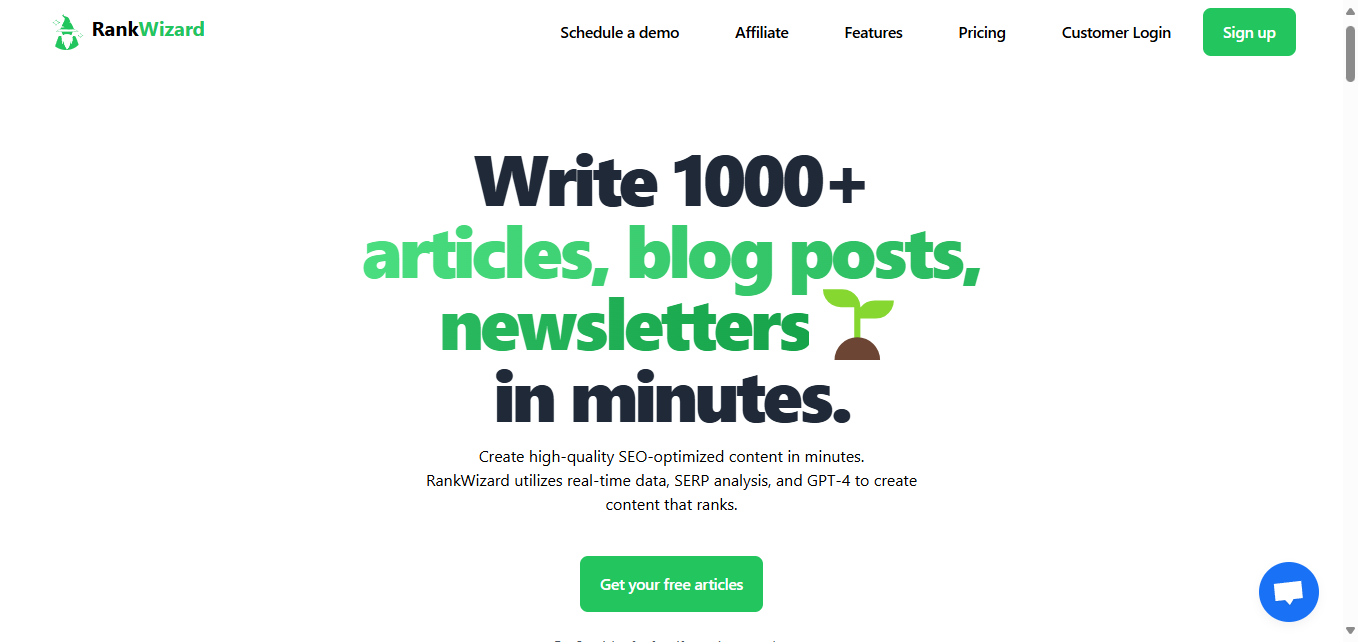 RankWizard
Schedule a demo
Affiliate
Features
Pricing
Customer Login
Sign up
Write 1000+
articles, blog posts,
newsletters
in minutes.
Create high-quality SEO-optimized content in minutes.
RankWizard utilizes real-time data, SERP analysis, and GPT-4 to create
content that ranks.
Get your free articles